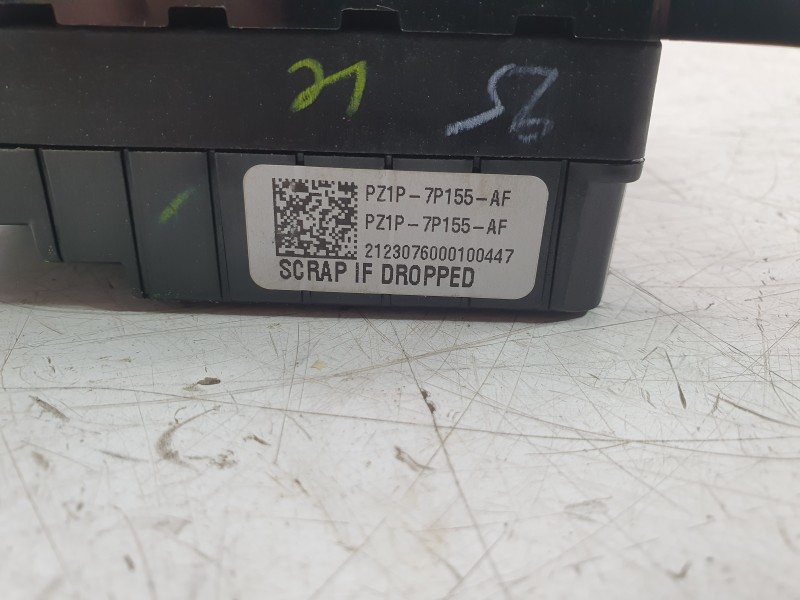 PZ1P-7P155-AF
PZ1P-7P155-AF
2123076000100447
SCRAP IF DROPPED